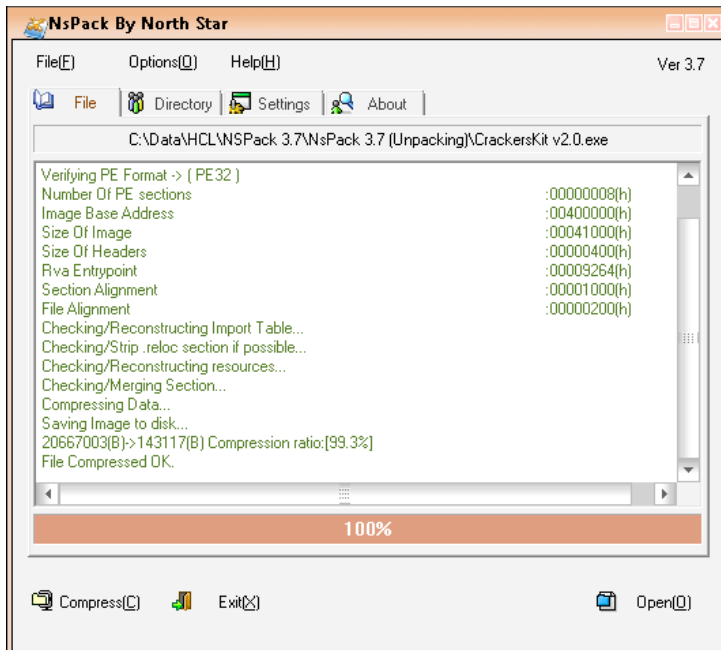 NsPack By North Star
File(F) Options(O) Help(H) Ver 3.7
File Directory Settings About
C:\Data\HCL\NSPack 3.7\NsPack 3.7 (Unpacking)\CrackersKit v2.0.exe
Verifying PE Format -> ( PE32 )
Number Of PE sections :00000008(h)
Image Base Address :00400000(h)
Size Of Image :00041000(h)
Size Of Headers :00000400(h)
Rva Entrypoint :00009264(h)
Section Alignment :00001000(h)
File Alignment :00000200(h)
Checking/Reconstructing Import Table...
Checking/Strip .reloc section if possible...
Checking/Reconstructing resources...
Checking/Merging Section...
Compressing Data...
Saving Image to disk...
20667003(B)->143117(B) Compression ratio:[99.3%]
File Compressed OK.
100%
Compress(C) Exit(X) Open(O)